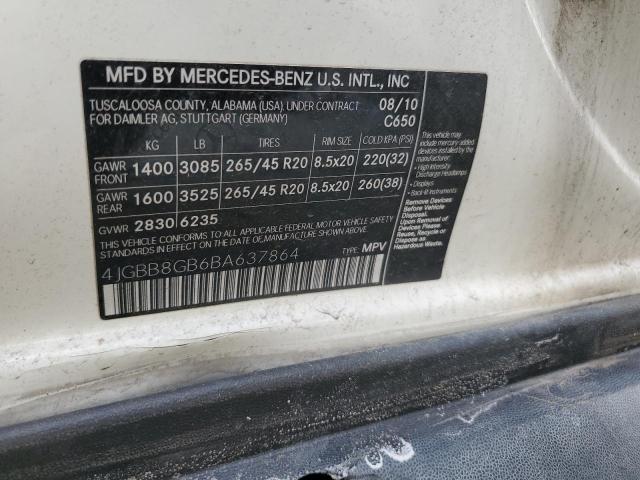 MFD BY MERCEDES-BENZ U.S. INTL., INC
TUSCALOOSA COUNTY, ALABAMA (USA), UNDER CONTRACT 08/10
FOR DAIMLER AG, STUTTGART (GERMANY) C650
KG LB TIRES RIM SIZE COLD KPA (PSI)
GAWR FRONT 1400 3085 265/45 R20 8.5x20 220(32)
GAWR REAR 1600 3525 265/45 R20 8.5x20 260(38)
GVWR 2830 6235
THIS VEHICLE CONFORMS TO ALL APPLICABLE FEDERAL MOTOR VEHICLE SAFETY
STANDARDS IN EFFECT ON THE DATE OF MANUFACTURE SHOWN ABOVE
4JGBB8GB6BA637864 TYPE: MPV
This vehicle may
include mercury-added
devices installed by the
manufacturer:
• High Intensity
Discharge Headlamps
• Displays
• Back-lit instruments
Remove Devices
Before Vehicle
Disposal.
Upon Removal of
Devices Please
Reuse, Recycle
or Dispose as
Hazardous Waste.